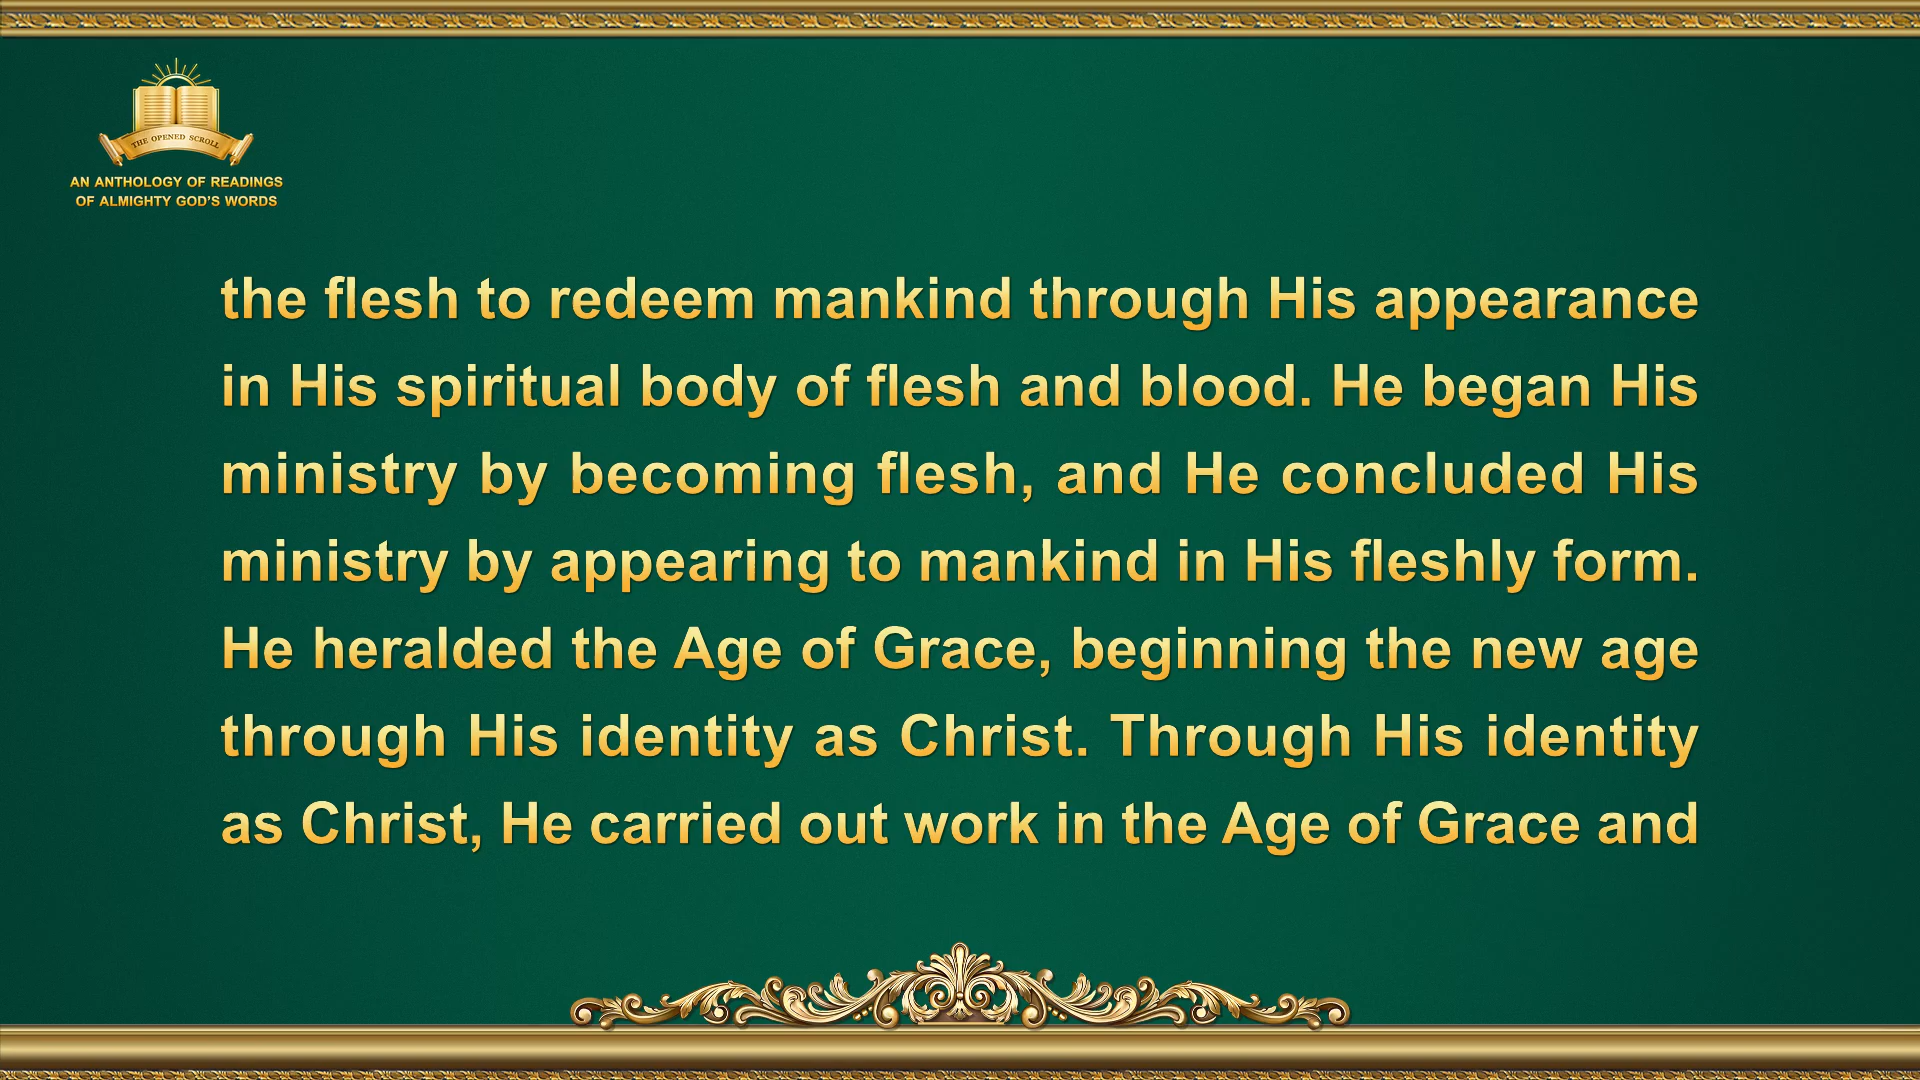 THE OPENED SCROLL
AN ANTHOLOGY OF READINGS
OF ALMIGHTY GOD'S WORDS
the flesh to redeem mankind through His appearance
in His spiritual body of flesh and blood. He began His
ministry by becoming flesh, and He concluded His
ministry by appearing to mankind in His fleshly form.
He heralded the Age of Grace, beginning the new age
through His identity as Christ. Through His identity
as Christ, He carried out work in the Age of Grace and